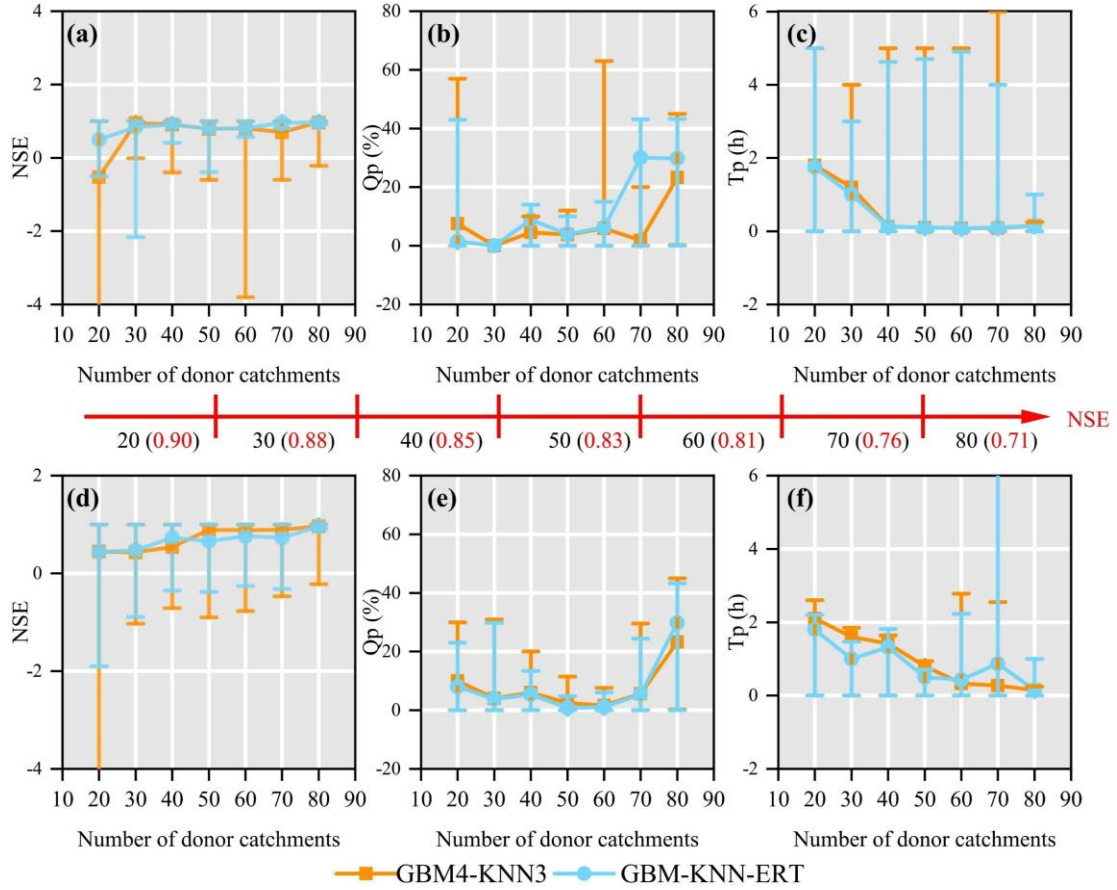 (a)
NSE
4
2
0
-2
-4
10 20 30 40 50 60 70 80 90
Number of donor catchments
(b)
Qp (%)
80
60
40
20
0
-20
10 20 30 40 50 60 70 80 90
Number of donor catchments
(c)
Tp (h)
6
4
2
0
-2
10 20 30 40 50 60 70 80 90
Number of donor catchments
20 (0.90) 30 (0.88) 40 (0.85) 50 (0.83) 60 (0.81) 70 (0.76) 80 (0.71)
NSE
(d)
NSE
2
0
-2
-4
10 20 30 40 50 60 70 80 90
Number of donor catchments
(e)
Qp (%)
80
60
40
20
0
-20
10 20 30 40 50 60 70 80 90
Number of donor catchments
(f)
Tp (h)
6
4
2
0
-2
10 20 30 40 50 60 70 80 90
Number of donor catchments
GBM4-KNN3 GBM-KNN-ERT